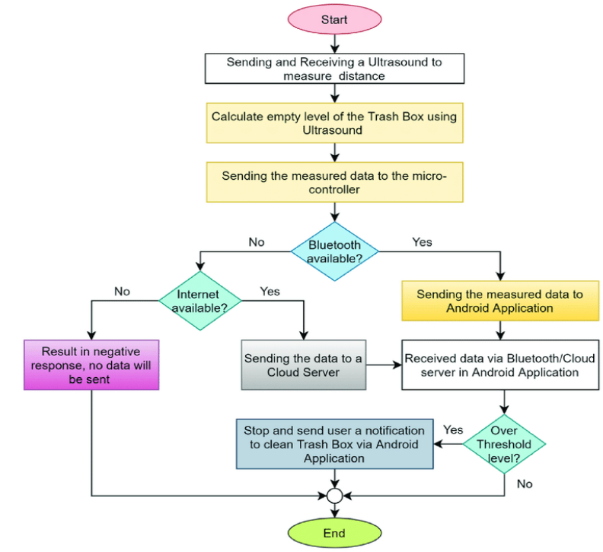 Start
Sending and Receiving a Ultrasound to
measure distance
Calculate empty level of the Trash Box using
Ultrasound
Sending the measured data to the micro-
controller
No
Bluetooth
available?
Yes
No
Internet
available?
Yes
Sending the measured data to
Android Application
Result in negative
response, no data will
be sent
Sending the data to a
Cloud Server
Received data via Bluetooth/Cloud
server in Android Application
Stop and send user a notification
to clean Trash Box via Android
Application
Yes
Over
Threshold
level?
No
End